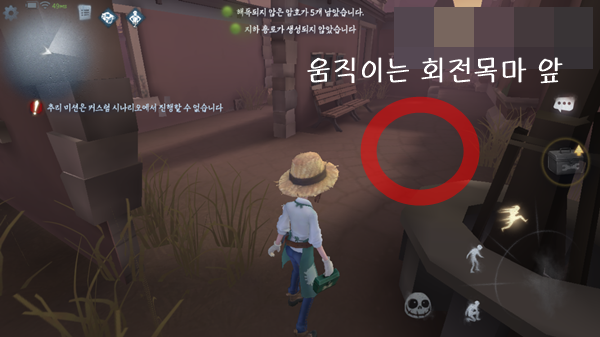 45ms
해독되지 않은 암호가 5개 남았습니다.
지하 통로가 생성되지 않았습니다
움직이는 회전목마 앞
추리 미션은 커스텀 시나리오에서 진행할 수 없습니다